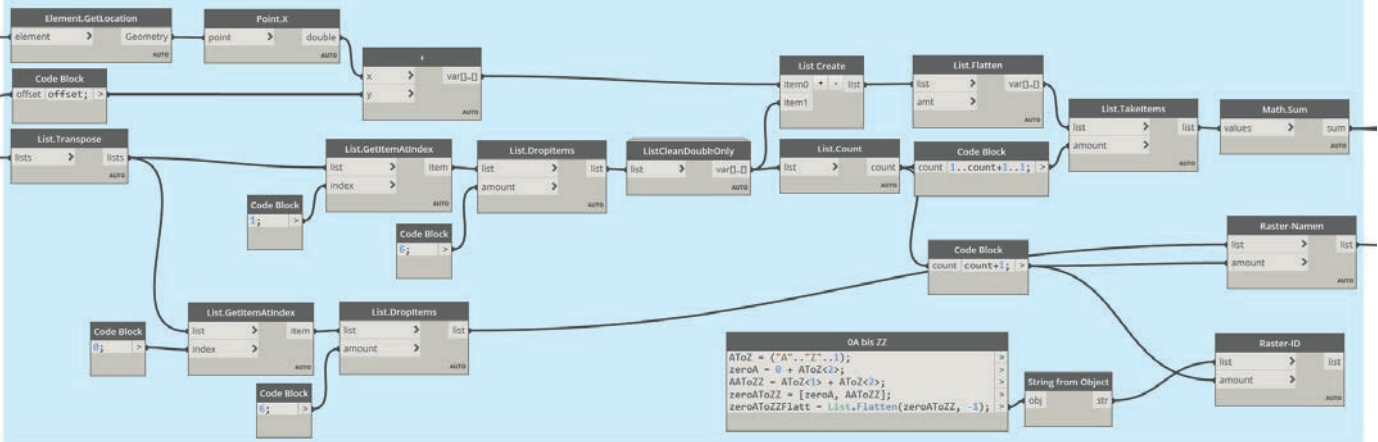 Element.GetLocation
element > Geometry
AUTO
Point.X
point > double
AUTO
Code Block
offset offset; >
+
x > var[]..[]
y >
AUTO
List.Transpose
lists > lists
AUTO
List.GetItemAtIndex
list > item
index >
AUTO
Code Block
1; >
List.DropItems
list > list
amount >
AUTO
Code Block
6; >
ListCleanDoubleOnly
list > var[]..[]
AUTO
List Create
item0 + - list
item1
AUTO
List.Flatten
list > var[]..[]
amt >
AUTO
List.Count
list > count
AUTO
Code Block
count 1..count+1..1; >
List.TakeItems
list > list
amount >
AUTO
Math.Sum
values > sum
AUTO
Code Block
count count+1; >
Raster-Namen
list > list
amount >
AUTO
List.GetItemAtIndex
list > item
index >
AUTO
Code Block
0; >
List.DropItems
list > list
amount >
AUTO
Code Block
6; >
0A bis ZZ
AToZ = ("A".."Z"..1); >
zeroA = 0 + AToZ<2>; >
AAToZZ = AToZ<1> + AToZ<2>; >
zeroAToZZ = [zeroA, AAToZZ]; >
zeroAToZZFlatt = List.Flatten(zeroAToZZ, -1); >
String from Object
obj str
AUTO
Raster-ID
list > list
amount >
AUTO